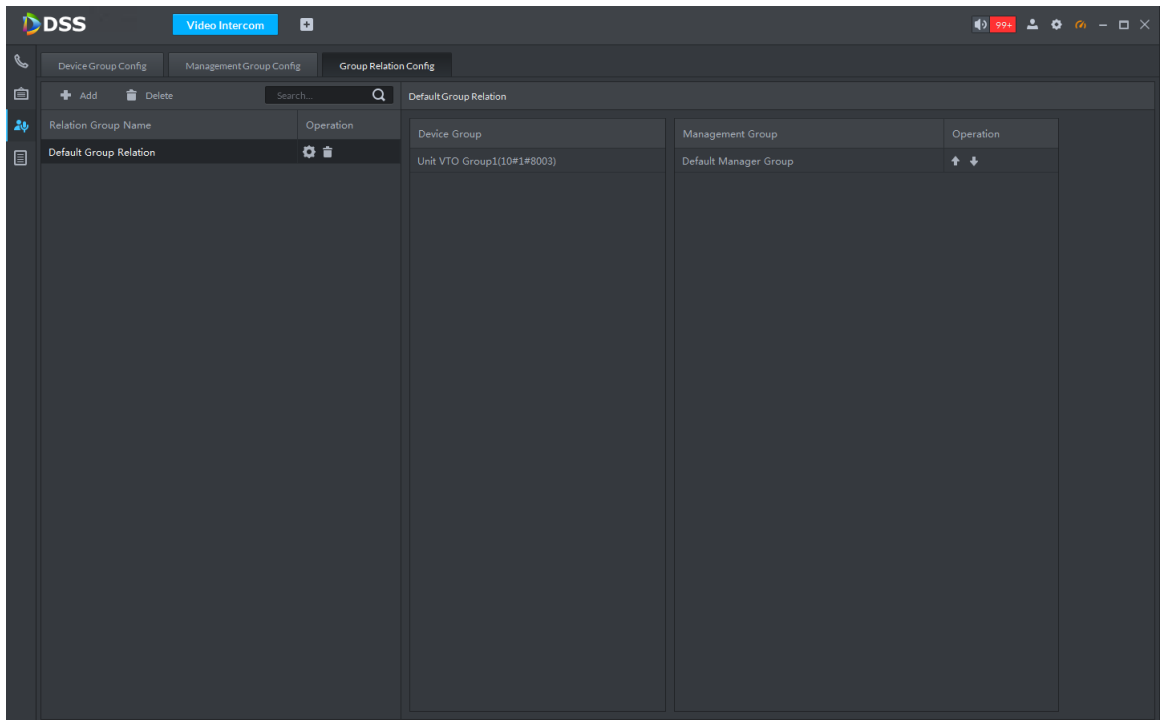 DSS Video Intercom 99+
Device Group Config Management Group Config Group Relation Config
Add Delete Search... Default Group Relation
Relation Group Name Operation
Default Group Relation
Device Group Management Group Operation
Unit VTO Group1(10#1#8003) Default Manager Group